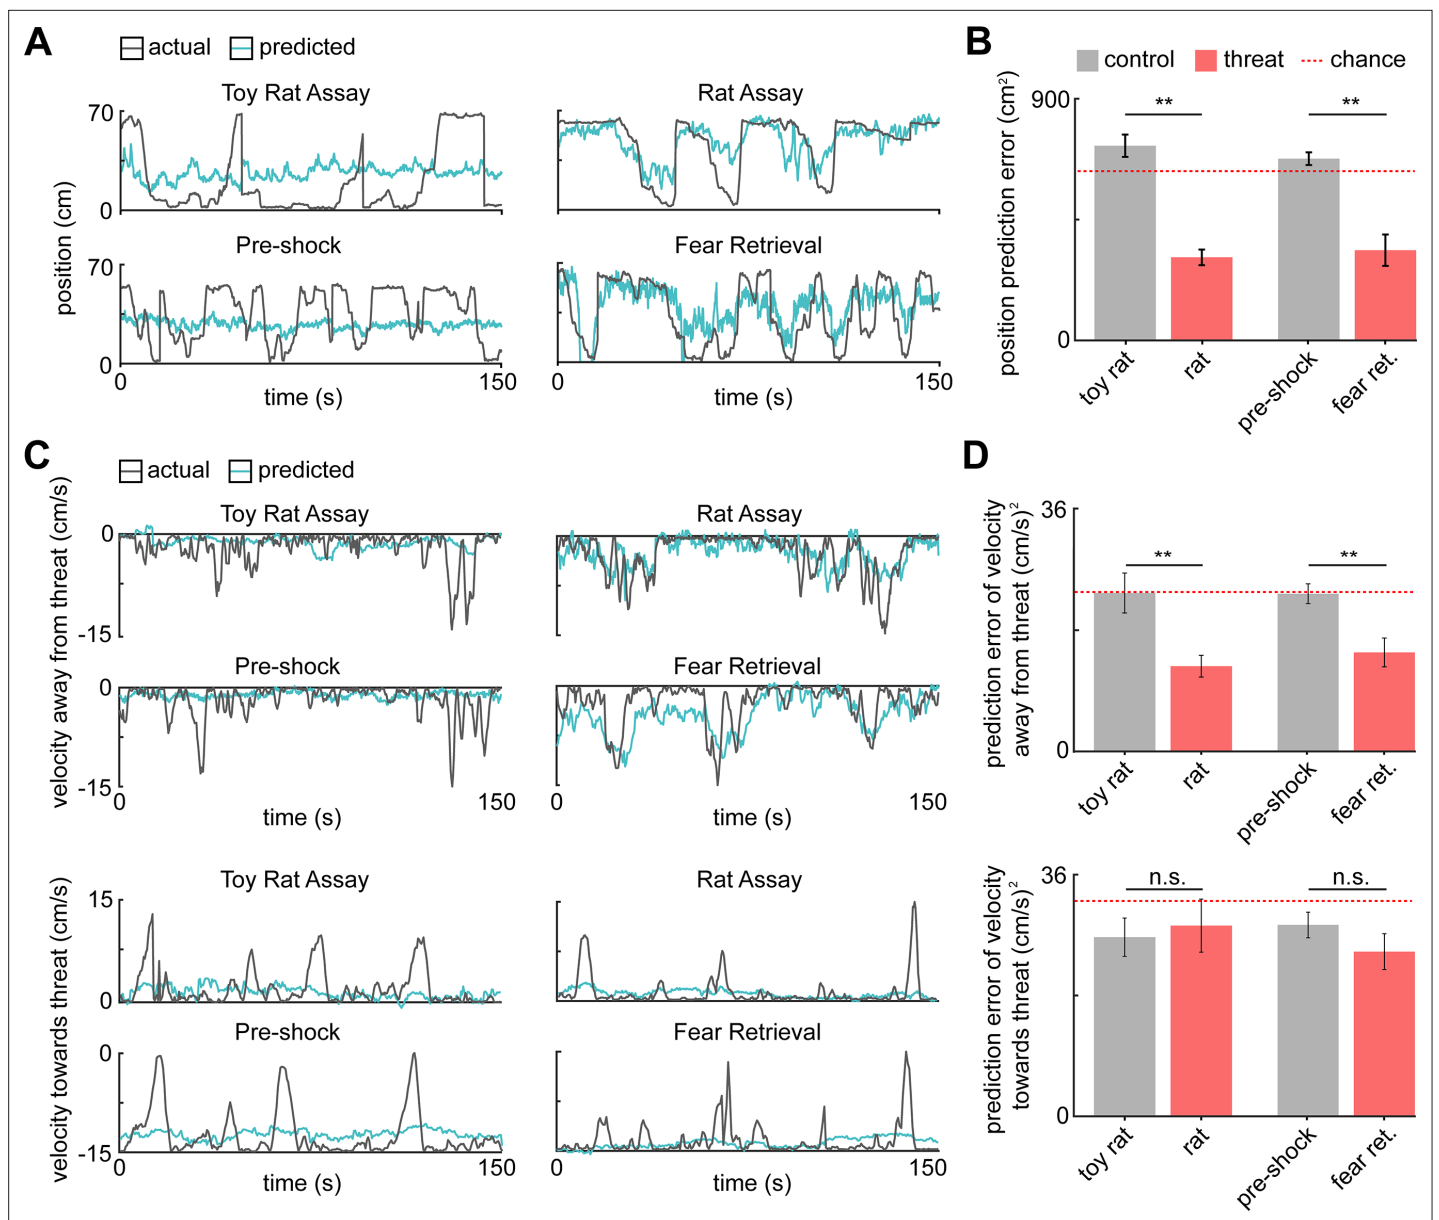 A
actual
predicted
Toy Rat Assay
Rat Assay
70
0
position (cm)
Pre-shock
Fear Retrieval
70
0
0
150
0
150
time (s)
time (s)
B
control
threat
chance
position prediction error (cm²)
900
0
**
**
toy rat
rat
pre-shock
fear ret.
C
actual
predicted
velocity away from threat (cm/s)
Toy Rat Assay
Rat Assay
0
-15
Pre-shock
Fear Retrieval
0
-15
0
150
0
150
time (s)
time (s)
velocity towards threat (cm/s)
Toy Rat Assay
Rat Assay
15
0
Pre-shock
Fear Retrieval
0
-15
0
150
0
150
time (s)
time (s)
D
prediction error of velocity
away from threat (cm/s)²
36
0
**
**
toy rat
rat
pre-shock
fear ret.
prediction error of velocity
towards threat (cm/s)²
36
0
n.s.
n.s.
toy rat
rat
pre-shock
fear ret.